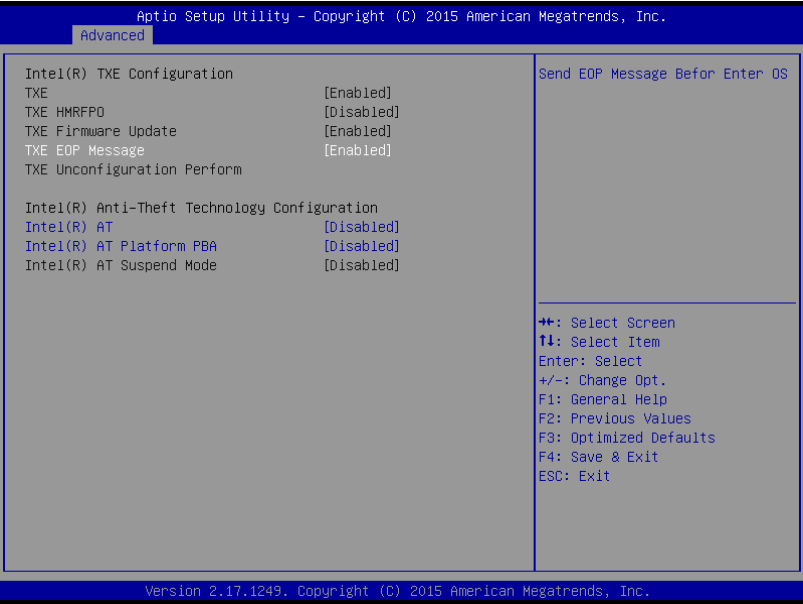 Aptio Setup Utility – Copyright (C) 2015 American Megatrends, Inc.
Advanced
Intel(R) TXE Configuration
TXE [Enabled]
TXE HMRFPO [Disabled]
TXE Firmware Update [Enabled]
TXE EOP Message [Enabled]
TXE Unconfiguration Perform
Intel(R) Anti-Theft Technology Configuration
Intel(R) AT [Disabled]
Intel(R) AT Platform PBA [Disabled]
Intel(R) AT Suspend Mode [Disabled]
Send EOP Message Befor Enter OS
→←: Select Screen
↑↓: Select Item
Enter: Select
+/-: Change Opt.
F1: General Help
F2: Previous Values
F3: Optimized Defaults
F4: Save & Exit
ESC: Exit
Version 2.17.1249. Copyright (C) 2015 American Megatrends, Inc.